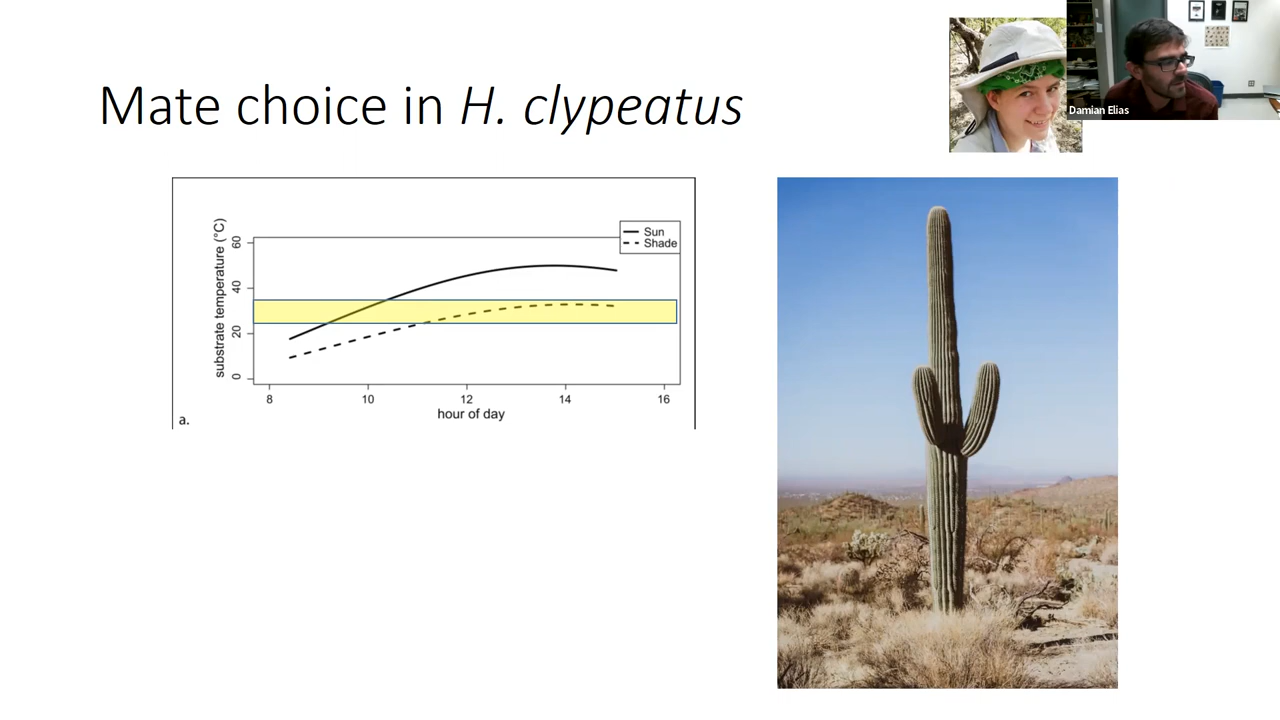 Mate choice in H. clypeatus
Damian Elias
substrate temperature (°C)
60
40
20
0
Sun
Shade
8 10 12 14 16
hour of day
a.